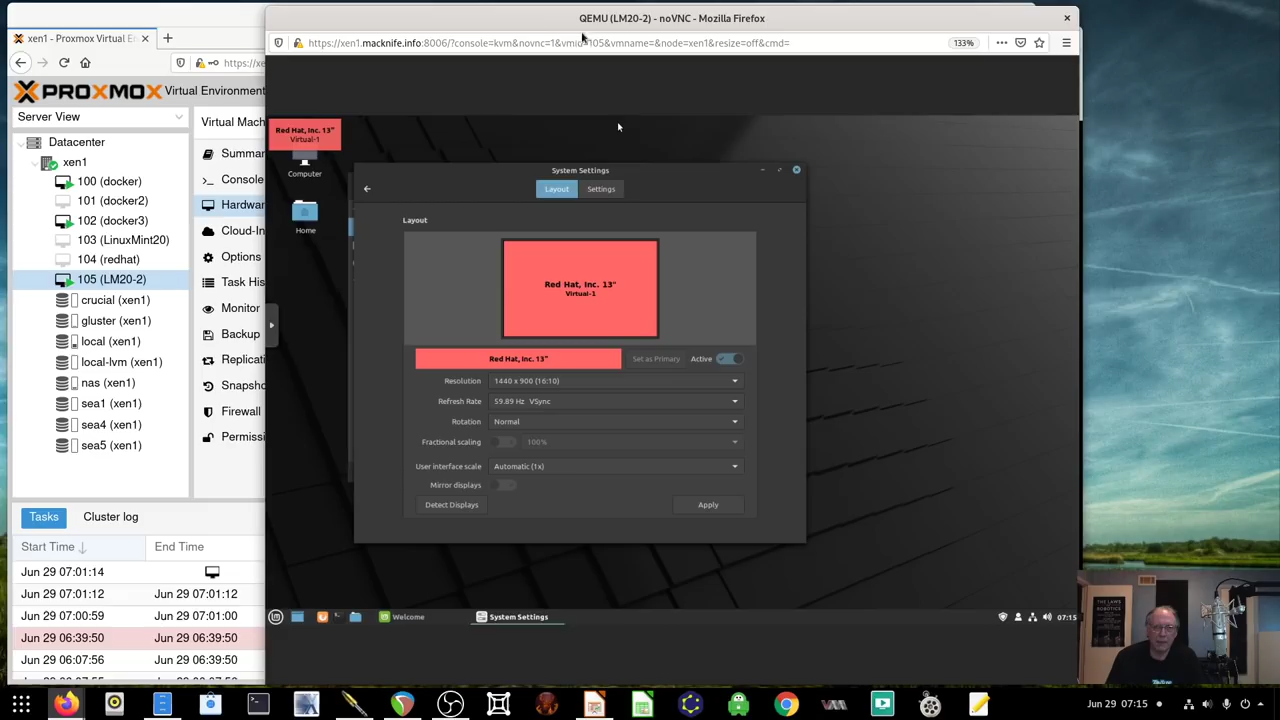 QEMU (LM20-2) - noVNC - Mozilla Firefox
xen1 - Proxmox Virtual En
https://xen1.macknife.info:8006/?console=kvm&novnc=1&vmid=105&vmname=&node=xen1&resize=off&cmd=
133%
https://xe
PROXMOX Virtual Environment
Server View
Virtual Mach
Datacenter
xen1
100 (docker)
101 (docker2)
102 (docker3)
103 (LinuxMint20)
104 (redhat)
105 (LM20-2)
crucial (xen1)
gluster (xen1)
local (xen1)
local-lvm (xen1)
nas (xen1)
sea1 (xen1)
sea4 (xen1)
sea5 (xen1)
Summa
Console
Hardwa
Cloud-In
Options
Task His
Monitor
Backup
Replicati
Snapsho
Firewall
Permissi
Red Hat, Inc. 13"
Virtual-1
Computer
Home
System Settings
Layout
Settings
Layout
Red Hat, Inc. 13"
Virtual-1
Red Hat, Inc. 13"
Set as Primary
Active
Resolution
1440 x 900 (16:10)
Refresh Rate
59.89 Hz VSync
Rotation
Normal
Fractional scaling
100%
User interface scale
Automatic (1x)
Mirror displays
Detect Displays
Apply
Welcome
System Settings
07:15
Tasks
Cluster log
Start Time
End Time
Jun 29 07:01:14
Jun 29 07:01:12
Jun 29 07:01:12
Jun 29 07:00:59
Jun 29 07:01:00
Jun 29 06:39:50
Jun 29 06:39:50
Jun 29 06:07:56
Jun 29 06:39:50
THE LAWS
ROBOTICS
Jun 29 07:15